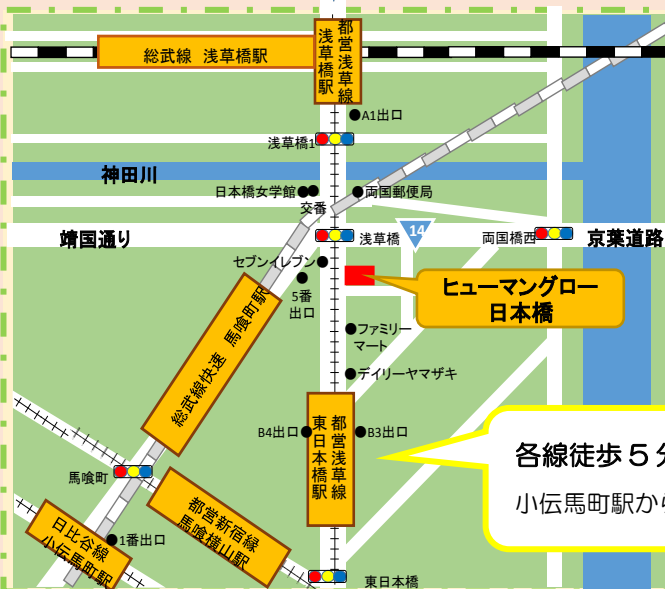 都営浅草線
浅草橋駅
総武線 浅草橋駅
A1出口
浅草橋1
神田川
日本橋女学館
交番
両国郵便局
靖国通り
浅草橋
14
両国橋西
京葉道路
セブンイレブン
5番
出口
ヒューマングロー
日本橋
総武線快速 馬喰町駅
ファミリー
マート
デイリーヤマザキ
B4出口
都営浅草線
東日本橋駅
B3出口
各線徒歩５分
小伝馬町駅から
馬喰町
都営新宿縁
馬喰横山駅
日比谷線
小伝馬町駅
1番出口
東日本橋